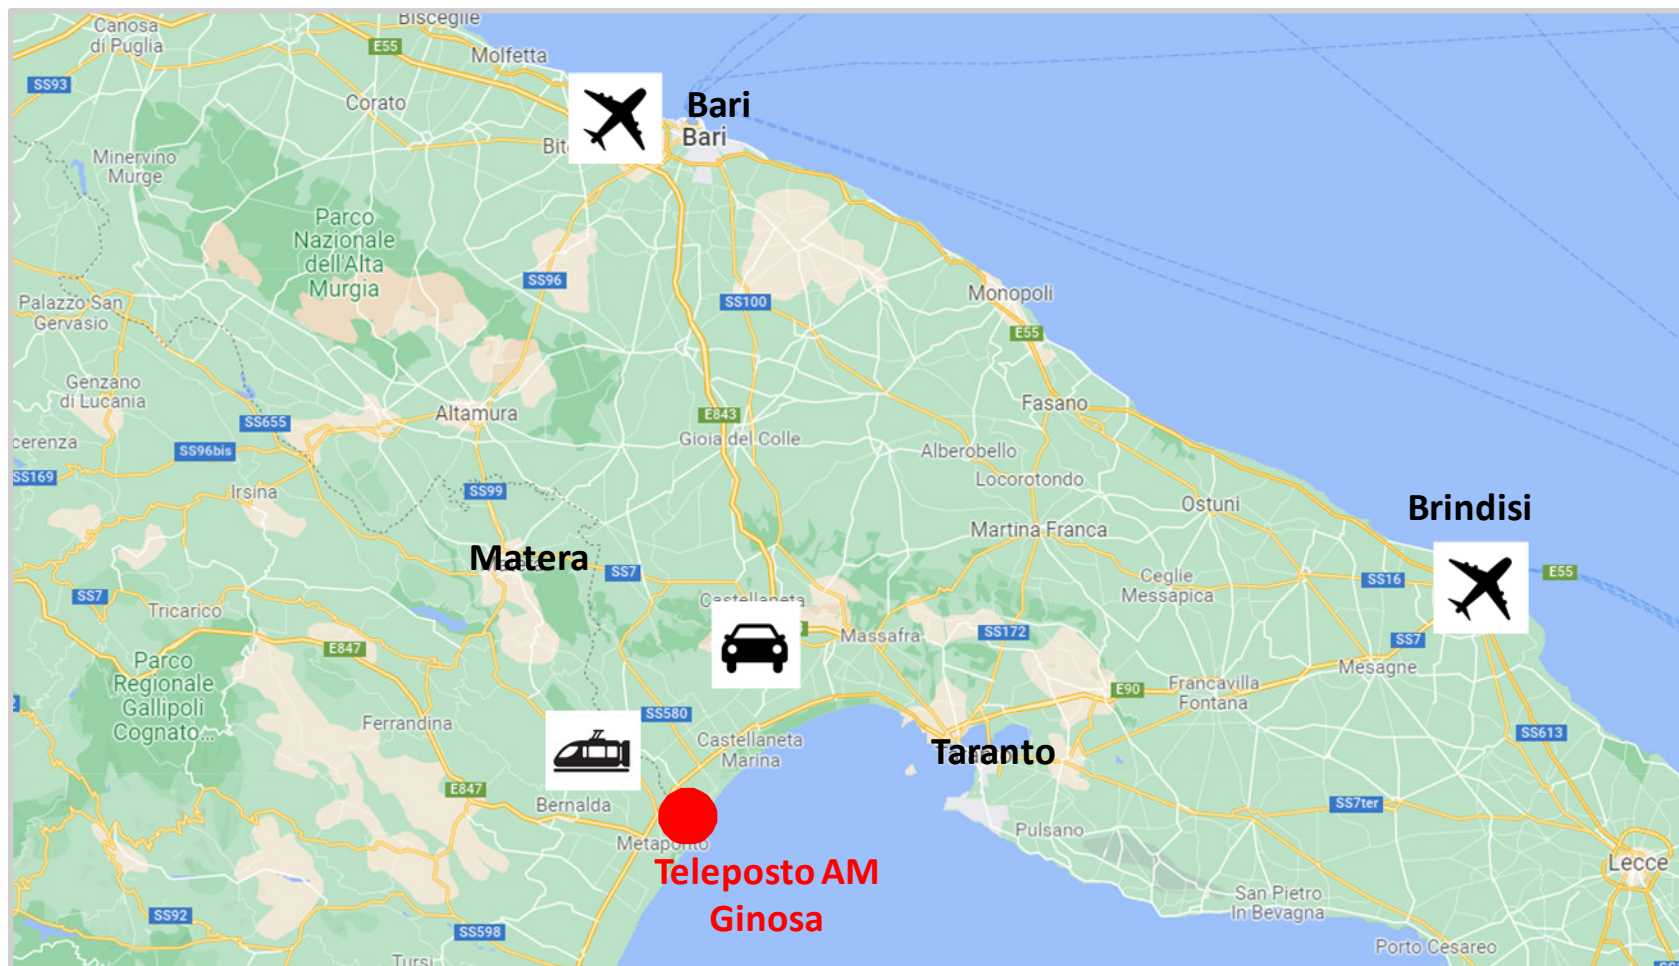 Bisceglie
Canosa
di Puglia
E55
Molfetta
SS93
Corato
Bari
Bari
Minervino
Murge
Parco
Nazionale
dell'Alta
Murgia
SS96
SS100
Monopoli
Palazzo San
Gervasio
E55
Genzano
di Lucania
Fasano
SS655
Altamura
E843
Gioia del Colle
cerenza
SS96bis
Alberobello
SS169
Locorotondo
Irsina
SS99
Ostuni
Brindisi
Martina Franca
Matera
SS7
Ceglie
Messapica
SS16
E55
SS7
Tricarico
Castellaneta
Massafra
SS172
SS7
E847
Mesagne
Parco
Regionale
Gallipoli
Cognato...
Francavilla
Fontana
E90
Ferrandina
SS580
Castellaneta
Marina
SS613
Taranto
E847
Bernalda
SS7ter
Pulsano
Metaponto
Lecce
Teleposto AM
Ginosa
San Pietro
In Bevagna
SS92
SS598
Porto Cesareo
Tursi